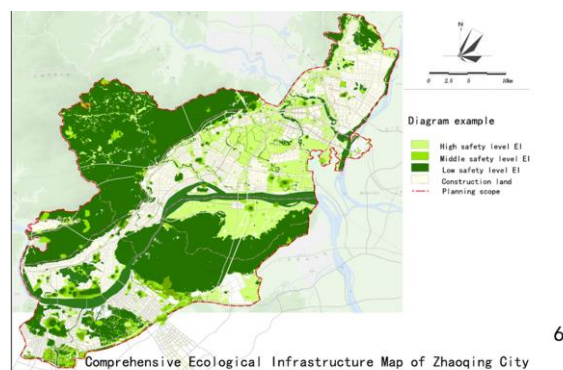 N
0 2.5 5 10km
Diagram example
High safety level EI
Middle safety level EI
Low safety level EI
Construction land
Planning scope
6
Comprehensive Ecological Infrastructure Map of Zhaoqing City